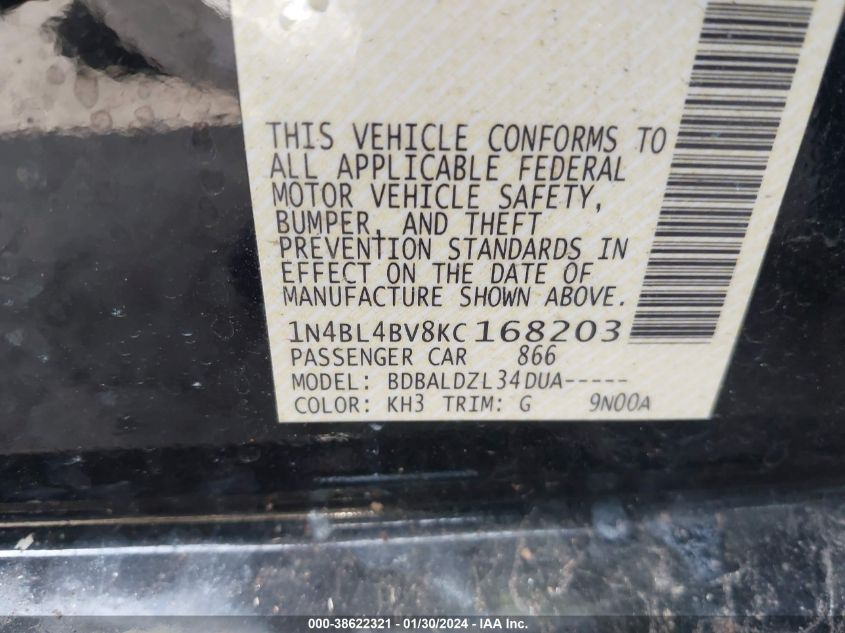 THIS VEHICLE CONFORMS TO
ALL APPLICABLE FEDERAL
MOTOR VEHICLE SAFETY,
BUMPER, AND THEFT
PREVENTION STANDARDS IN
EFFECT ON THE DATE OF
MANUFACTURE SHOWN ABOVE.
1N4BL4BV8KC168203
PASSENGER CAR 866
MODEL: BDBALDZL34DUA-----
COLOR: KH3 TRIM: G 9N00A
000-38622321 - 01/30/2024 - IAA Inc.